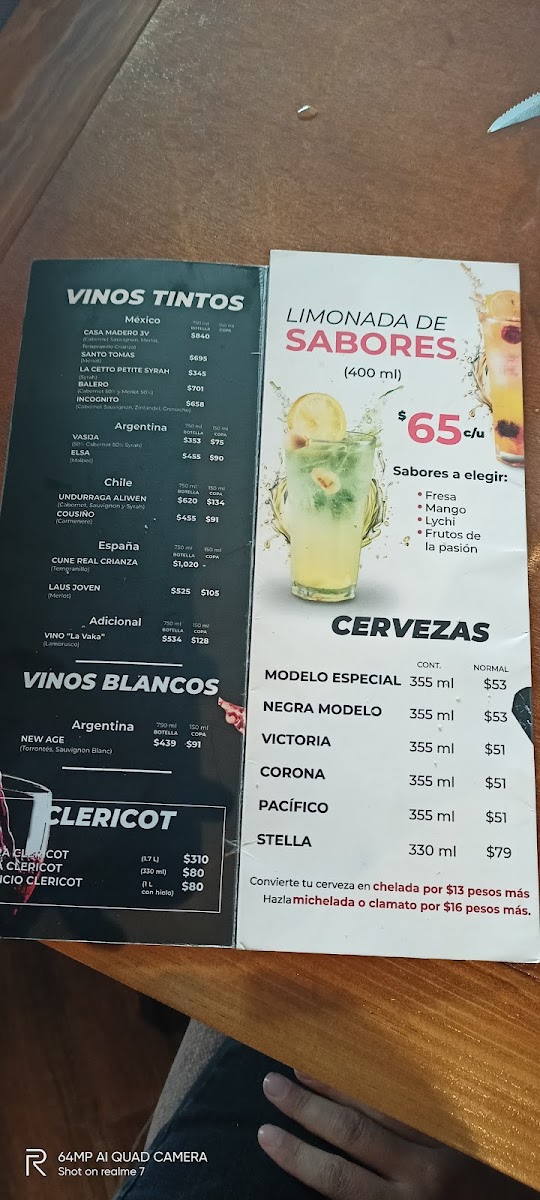 VINOS TINTOS
México 750 ml BOTELLA 150 ml COPA
CASA MADERO 3V $840
(Cabernet Sauvignon, Merlot,
Tempranillo Crianza)
SANTO TOMAS $695
(Merlot)
LA CETTO PETITE SYRAH $345
(Syrah)
BALERO $701
(Cabernet 50% y Merlot 50%)
INCOGNITO $658
(Cabernet Sauvignon, Zinfandel, Grenache)
Argentina 750 ml BOTELLA 150 ml COPA
VASIJA $353 $75
(50% Cabernet 50% Syrah)
ELSA $455 $90
(Malbec)
Chile 750 ml BOTELLA 150 ml COPA
UNDURRAGA ALIWEN $620 $134
(Cabernet, Sauvignon y Syrah)
COUSIÑO $455 $91
(Carmenere)
España 750 ml BOTELLA 150 ml COPA
CUNE REAL CRIANZA $1,020 -
(Tempranillo)
LAUS JOVEN $525 $105
(Merlot)
Adicional 750 ml BOTELLA 150 ml COPA
VINO "La Vaka" $534 $128
(Lambrusco)
VINOS BLANCOS
Argentina 750 ml BOTELLA 150 ml COPA
NEW AGE $439 $91
(Torrontés, Sauvignon Blanc)
CLERICOT
CLERICOT (1.7 L) $310
CLERICOT (330 ml) $80
CLERICOT (1 L con hielo) $80
LIMONADA DE
SABORES
(400 ml)
$65 c/u
Sabores a elegir:
• Fresa
• Mango
• Lychi
• Frutos de
la pasión
CERVEZAS
CONT. NORMAL
MODELO ESPECIAL 355 ml $53
NEGRA MODELO 355 ml $53
VICTORIA 355 ml $51
CORONA 355 ml $51
PACÍFICO 355 ml $51
STELLA 330 ml $79
Convierte tu cerveza en chelada por $13 pesos más
Hazla michelada o clamato por $16 pesos más.
R 64MP AI QUAD CAMERA
Shot on realme 7